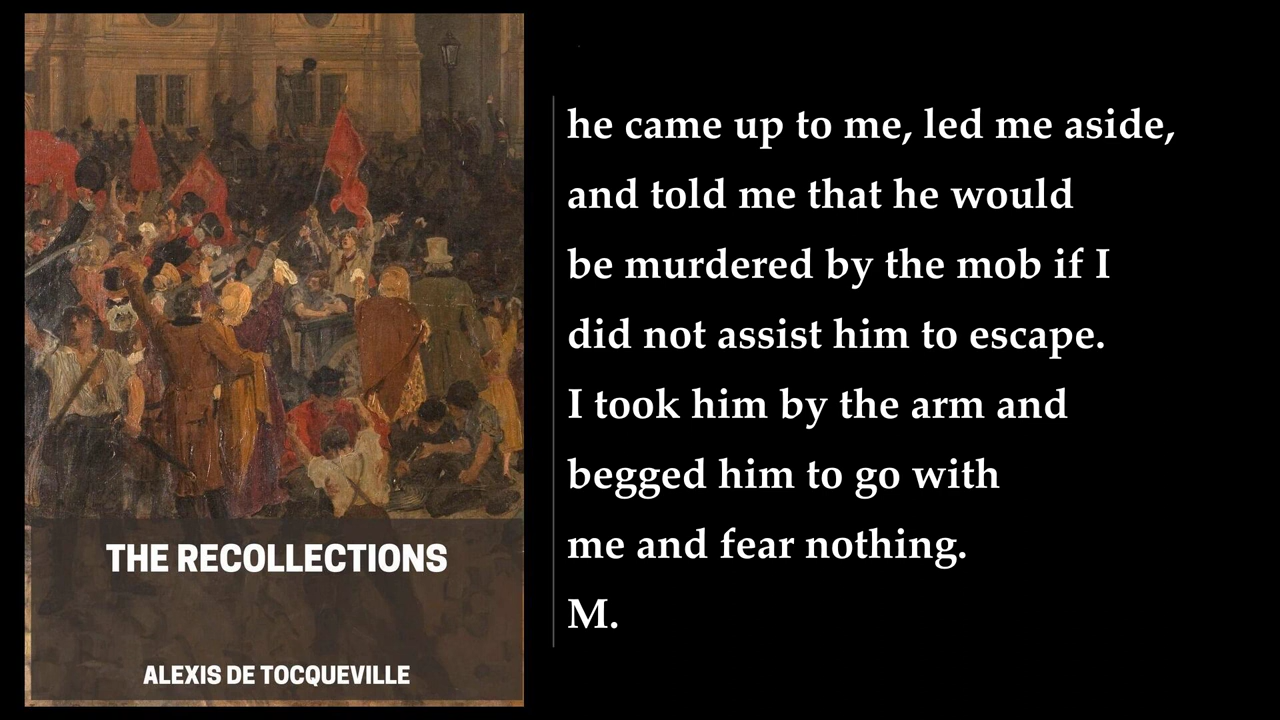 THE RECOLLECTIONS
ALEXIS DE TOCQUEVILLE
he came up to me, led me aside,
and told me that he would
be murdered by the mob if I
did not assist him to escape.
I took him by the arm and
begged him to go with
me and fear nothing.
M.